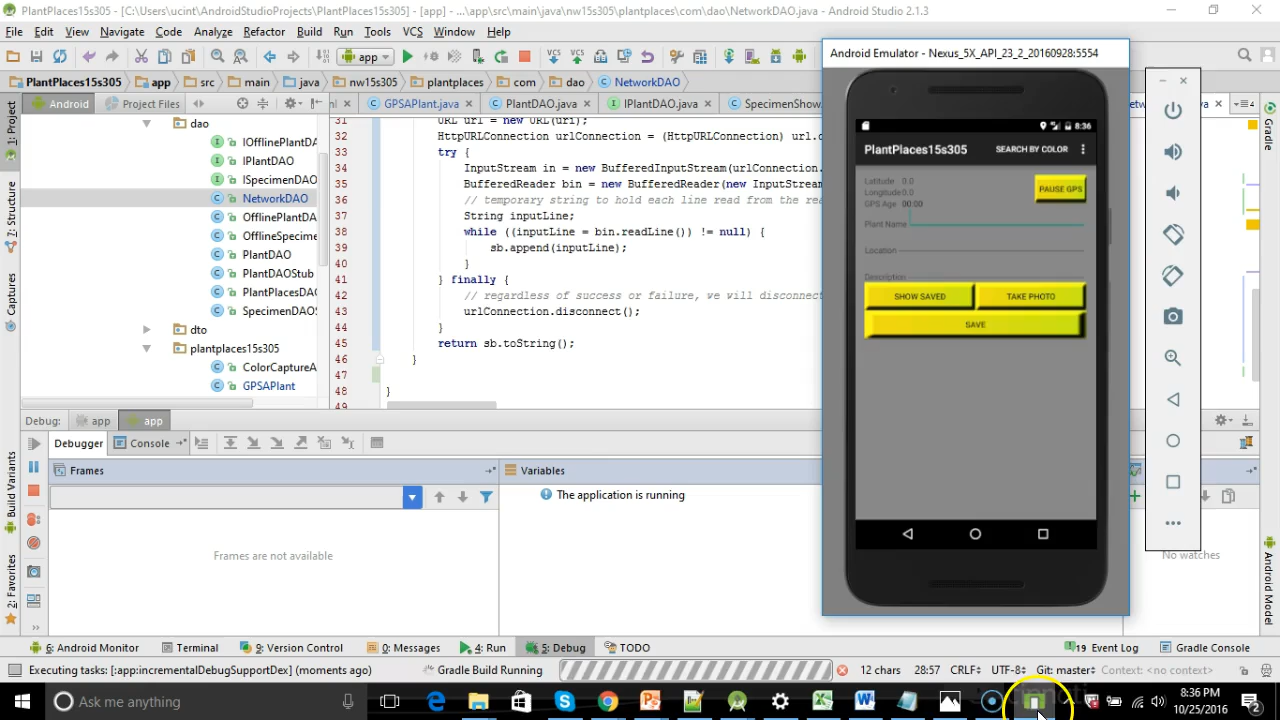 PlantPlaces15s305 - [C:\Users\ucint\AndroidStudioProjects\PlantPlaces15s305] - [app] - ...\app\src\main\java\nw15s305\plantplaces\com\dao\NetworkDAO.java - Android Studio 2.1.3
File Edit View Navigate Code Analyze Refactor Build Run Tools VCS Window Help
app
PlantPlaces15s305 app src main java nw15s305 plantplaces com dao NetworkDAO
Android Project Files GPSAPlant.java PlantDAO.java IPlantDAO.java SpecimenShow.
1: Project
7: Structure
Captures
Build Variants
2: Favorites
Gradle
Android Model
dao
IOfflinePlantD
IPlantDAO
ISpecimenDAO
NetworkDAO
OfflinePlantDA
OfflineSpecime
PlantDAO
PlantDAOStub
PlantPlacesDAO
SpecimenDAOS
dto
plantplaces15s305
ColorCaptureA
GPSAPlant
31 URL url = new URL(uri);
32 HttpURLConnection urlConnection = (HttpURLConnection) url.o
33 try {
34 InputStream in = new BufferedInputStream(urlConnection.
35 BufferedReader bin = new BufferedReader(new InputStream
36 // temporary string to hold each line read from the rea
37 String inputLine;
38 while ((inputLine = bin.readLine()) != null) {
39 sb.append(inputLine);
40 }
41 } finally {
42 // regardless of success or failure, we will disconnect
43 urlConnection.disconnect();
44 }
45 return sb.toString();
46 }
47
48 }
49
Android Emulator - Nexus_5X_API_23_2_20160928:5554
8:36
PlantPlaces15s305 SEARCH BY COLOR
Latitude 0.0
Longitude 0.0
GPS Age 00:00
PAUSE GPS
Plant Name
Location
Description
SHOW SAVED TAKE PHOTO
SAVE
Debug: app app
Debugger Console
Frames Variables
The application is running
Frames are not available
No watches
6: Android Monitor Terminal 9: Version Control 0: Messages 4: Run 5: Debug TODO 19 Event Log Gradle Console
Executing tasks: [:app:incrementalDebugSupportDex] (moments ago) Gradle Build Running 12 chars 28:57 CRLF UTF-8 Git: master Context: <no context>
Ask me anything
8:36 PM
10/25/2016
2